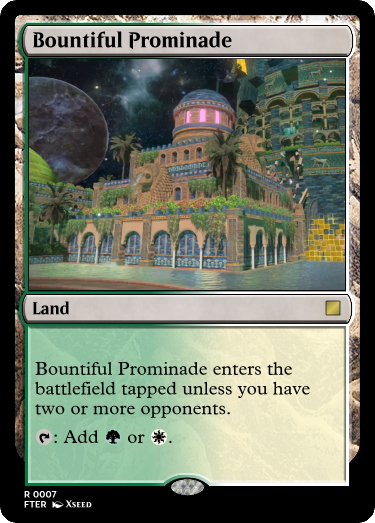 Bountiful Prominade
Land
Bountiful Prominade enters the
battlefield tapped unless you have
two or more opponents.
: Add or .
R 0007
FTER Xseed